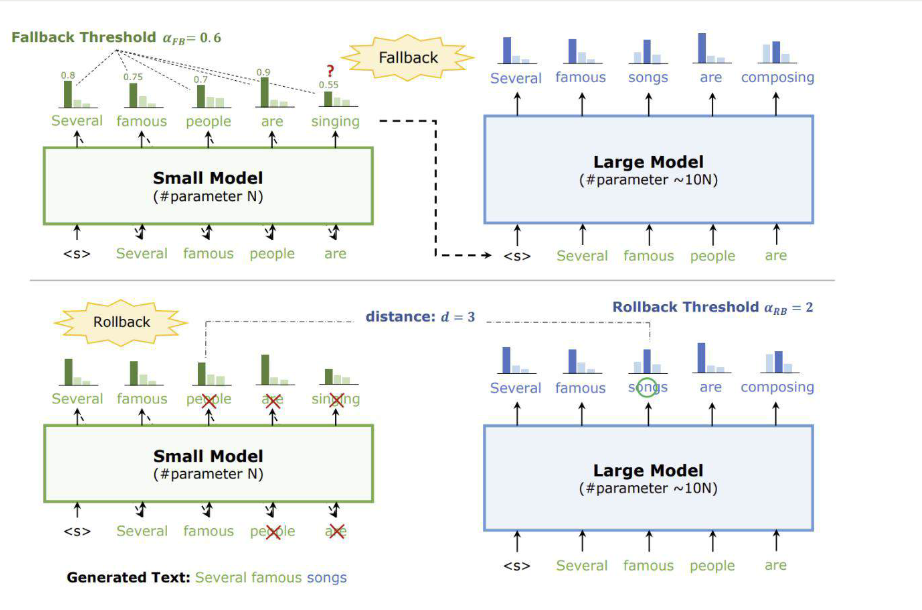 Fallback Threshold α_FB = 0.6
Fallback
0.8
0.75
0.7
0.9
?
0.55
Several famous people are singing
Several famous songs are composing
Small Model
(#parameter N)
Large Model
(#parameter ~10N)
<s> Several famous people are
<s> Several famous people are
Rollback
distance: d = 3
Rollback Threshold α_RB = 2
Several famous people are singing
Several famous songs are composing
Small Model
(#parameter N)
Large Model
(#parameter ~10N)
<s> Several famous people are
<s> Several famous people are
Generated Text: Several famous songs